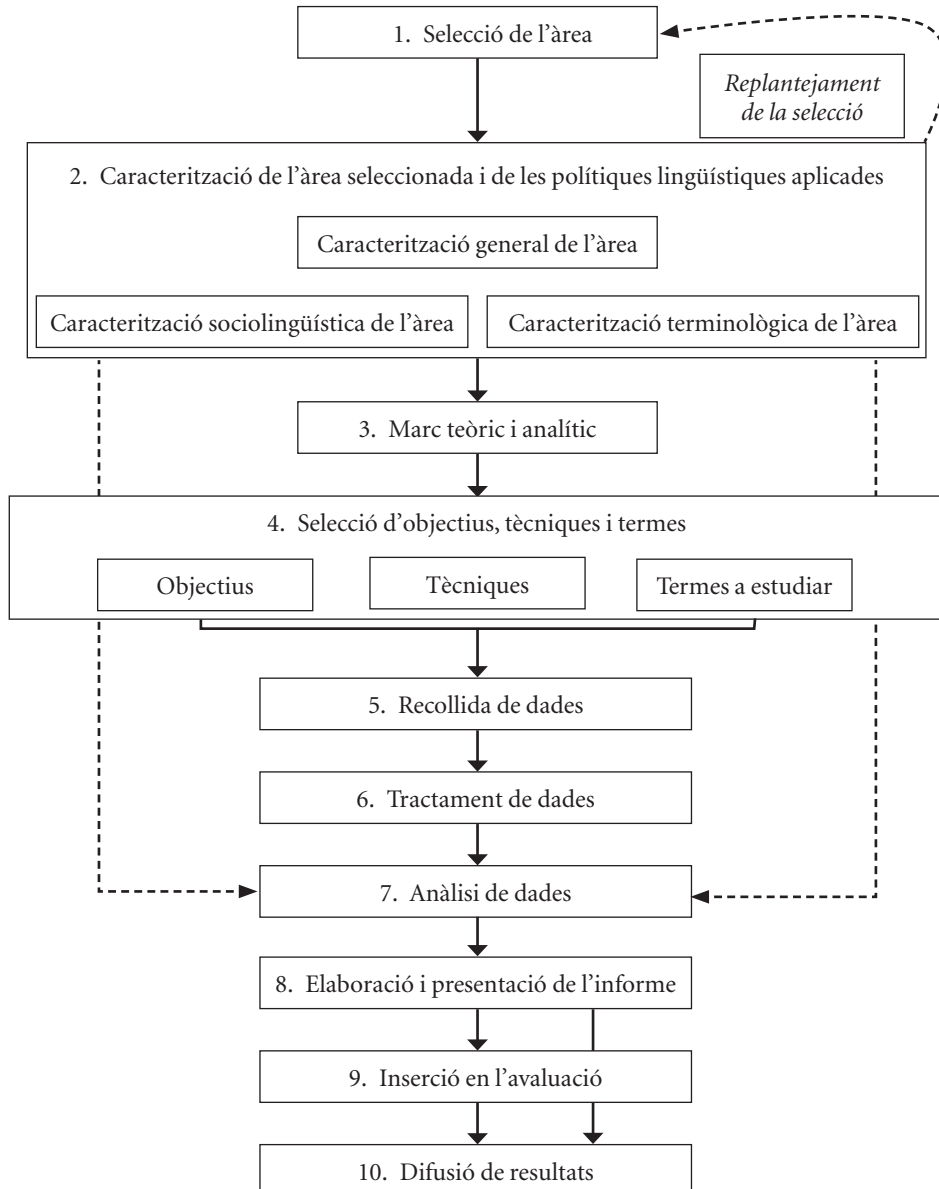 1. Selecció de l’àrea
Replantejament
de la selecció
2. Caracterització de l’àrea seleccionada i de les polítiques lingüístiques aplicades
Caracterització general de l’àrea
Caracterització sociolingüística de l’àrea
Caracterització terminològica de l’àrea
3. Marc teòric i analític
4. Selecció d’objectius, tècniques i termes
Objectius
Tècniques
Termes a estudiar
5. Recollida de dades
6. Tractament de dades
7. Anàlisi de dades
8. Elaboració i presentació de l’informe
9. Inserció en l’avaluació
10. Difusió de resultats